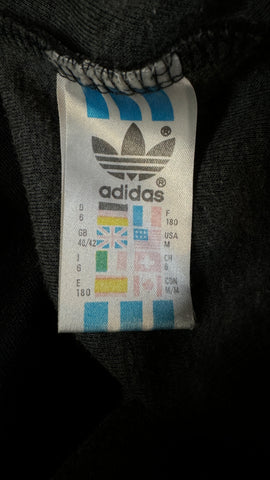 ®
adidas®
D F
6 180
GB USA
40/42 M
I CH
6 6
E CDN
180 M/M